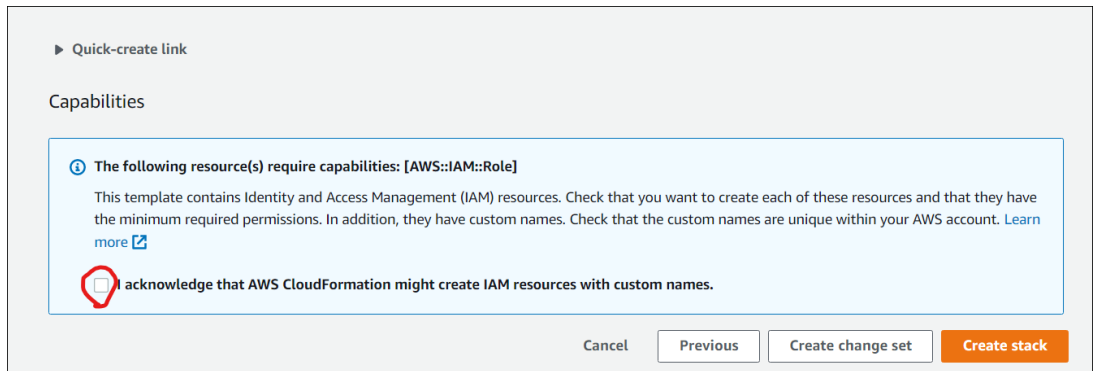 Quick-create link
Capabilities
The following resource(s) require capabilities: [AWS::IAM::Role]
This template contains Identity and Access Management (IAM) resources. Check that you want to create each of these resources and that they have
the minimum required permissions. In addition, they have custom names. Check that the custom names are unique within your AWS account. Learn
more
I acknowledge that AWS CloudFormation might create IAM resources with custom names.
Cancel Previous Create change set Create stack